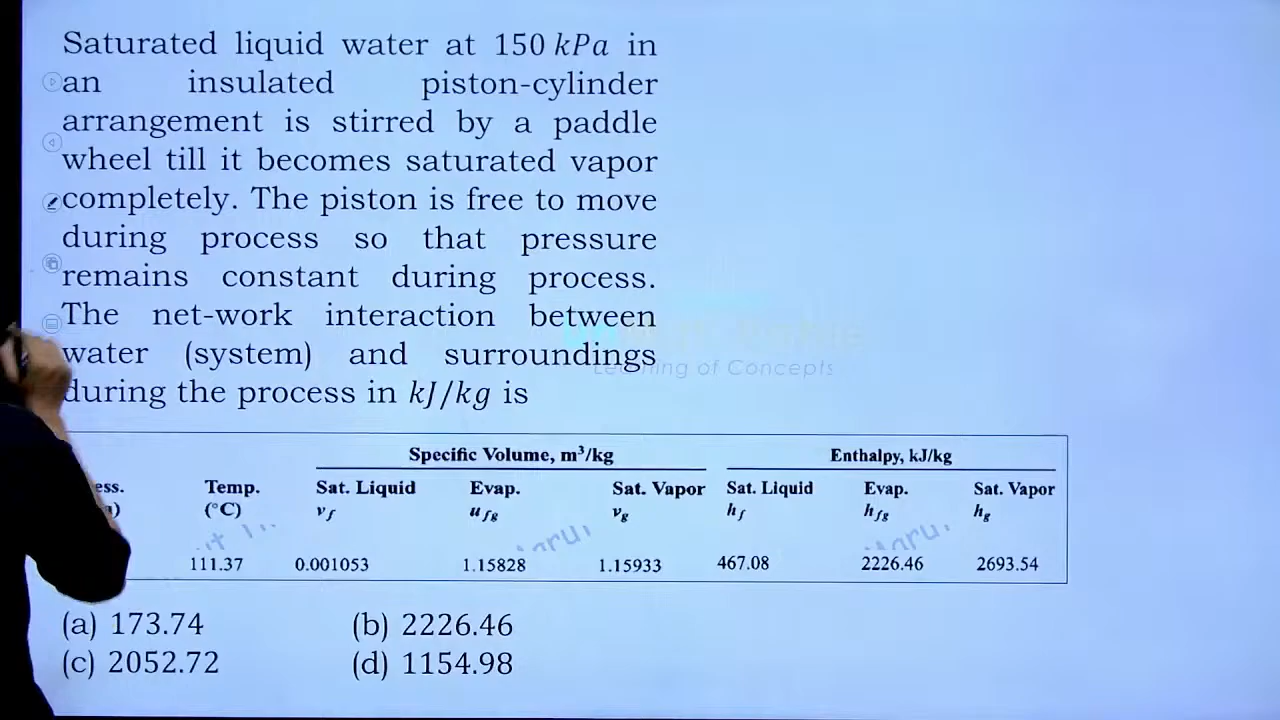 Saturated liquid water at 150 kPa in
an insulated piston-cylinder
arrangement is stirred by a paddle
wheel till it becomes saturated vapor
completely. The piston is free to move
during process so that pressure
remains constant during process.
The net-work interaction between
water (system) and surroundings
during the process in kJ/kg is
of Concepts
Specific Volume, m³/kg Enthalpy, kJ/kg
ess. Temp. Sat. Liquid Evap. Sat. Vapor Sat. Liquid Evap. Sat. Vapor
(°C) v_f u_fg v_g h_f h_fg h_g
111.37 0.001053 1.15828 1.15933 467.08 2226.46 2693.54
(a) 173.74 (b) 2226.46
(c) 2052.72 (d) 1154.98